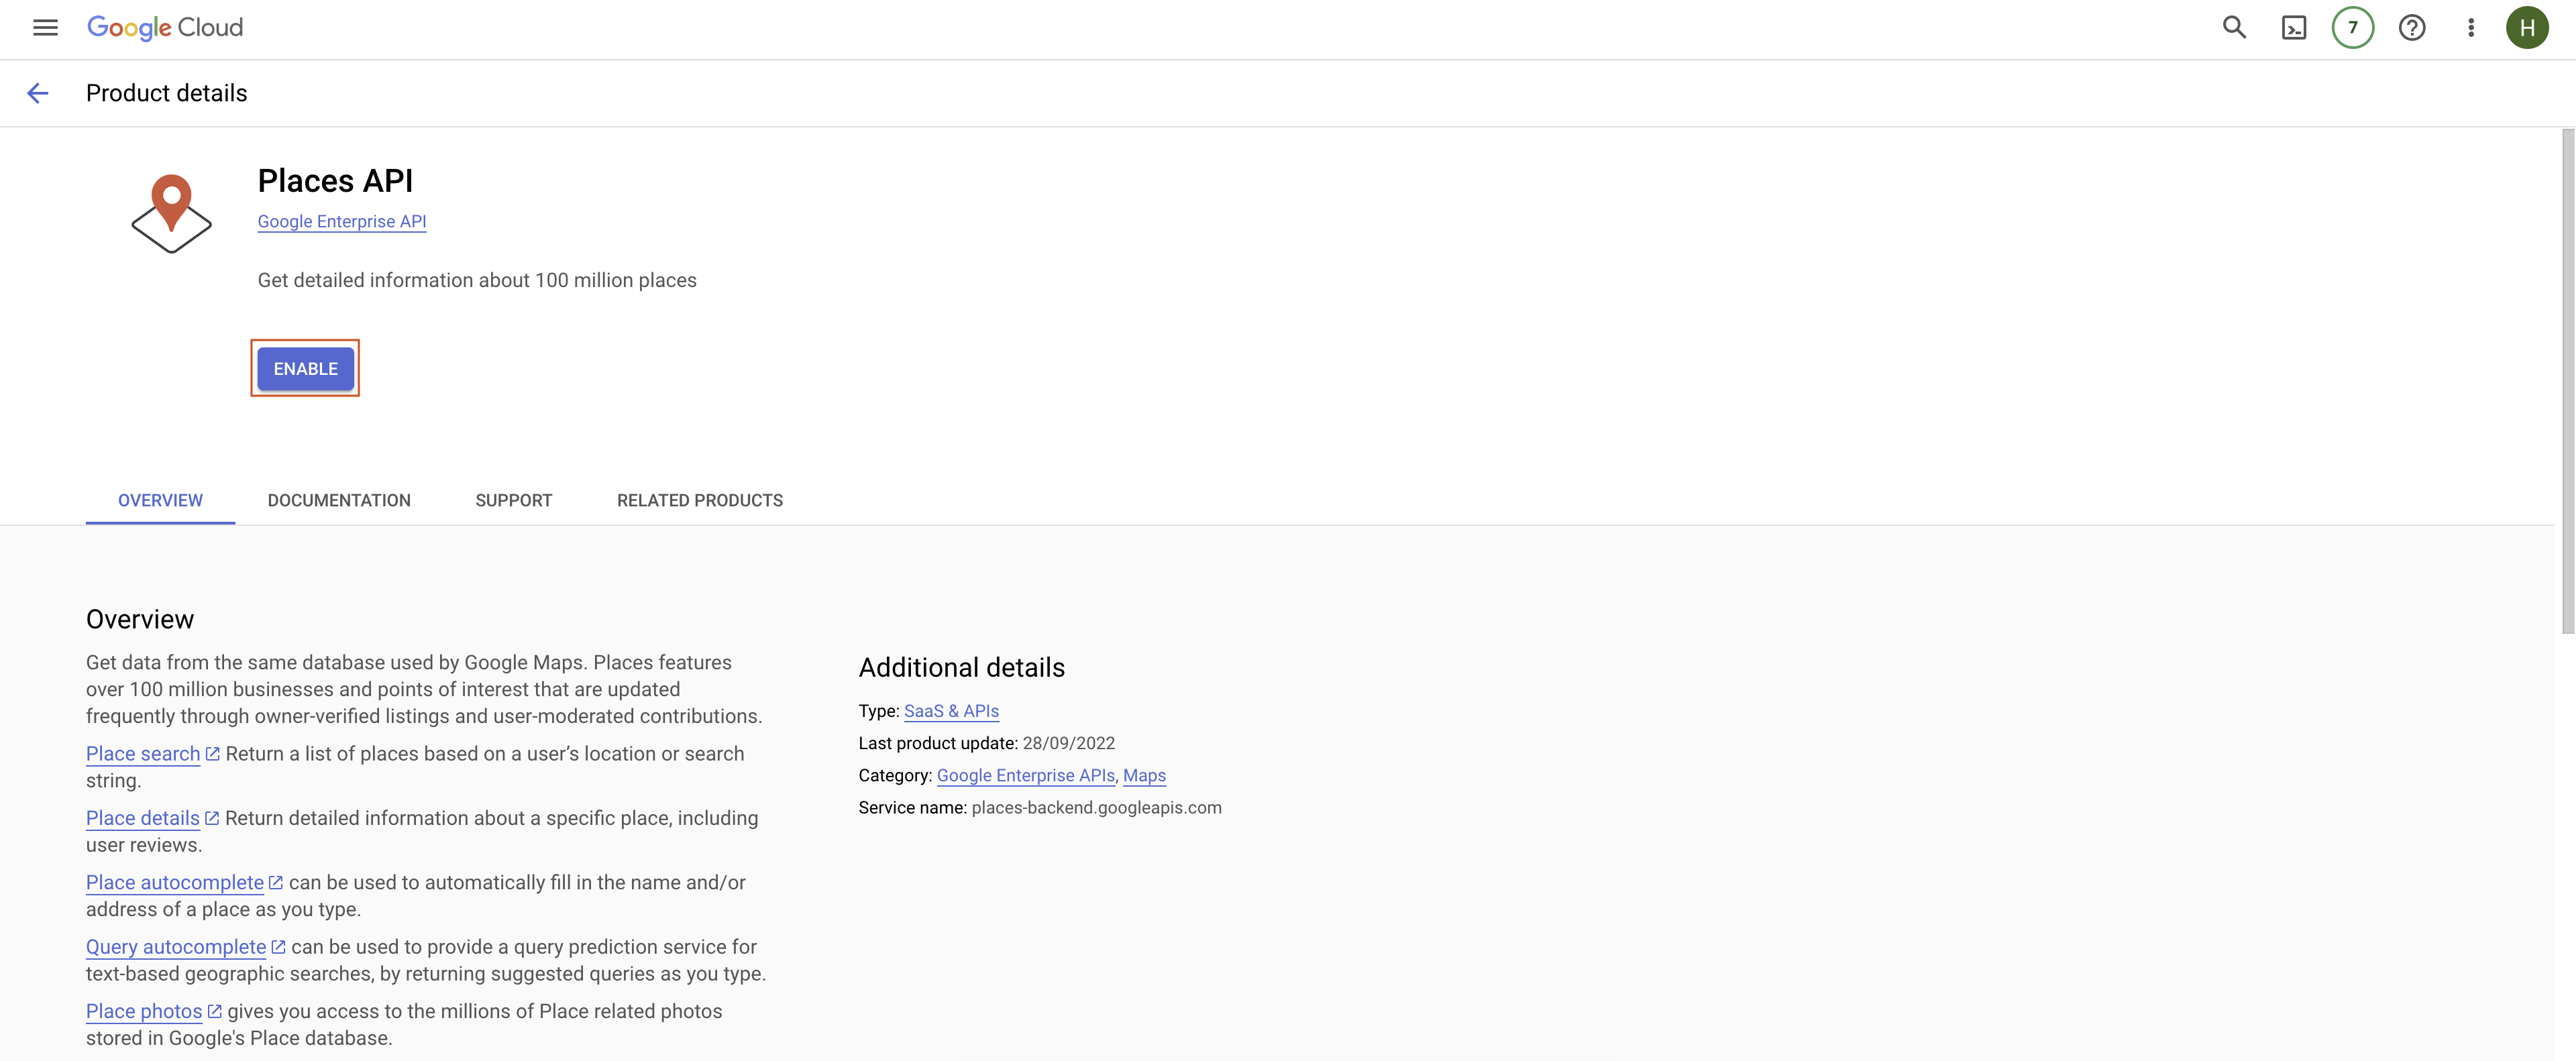 Google Cloud
7
H
Product details
Places API
Google Enterprise API
Get detailed information about 100 million places
ENABLE
OVERVIEW
DOCUMENTATION
SUPPORT
RELATED PRODUCTS
Overview
Get data from the same database used by Google Maps. Places features
over 100 million businesses and points of interest that are updated
frequently through owner-verified listings and user-moderated contributions.
Place search Return a list of places based on a user’s location or search
string.
Place details Return detailed information about a specific place, including
user reviews.
Place autocomplete can be used to automatically fill in the name and/or
address of a place as you type.
Query autocomplete can be used to provide a query prediction service for
text-based geographic searches, by returning suggested queries as you type.
Place photos gives you access to the millions of Place related photos
stored in Google's Place database.
Additional details
Type: SaaS & APIs
Last product update: 28/09/2022
Category: Google Enterprise APIs, Maps
Service name: places-backend.googleapis.com